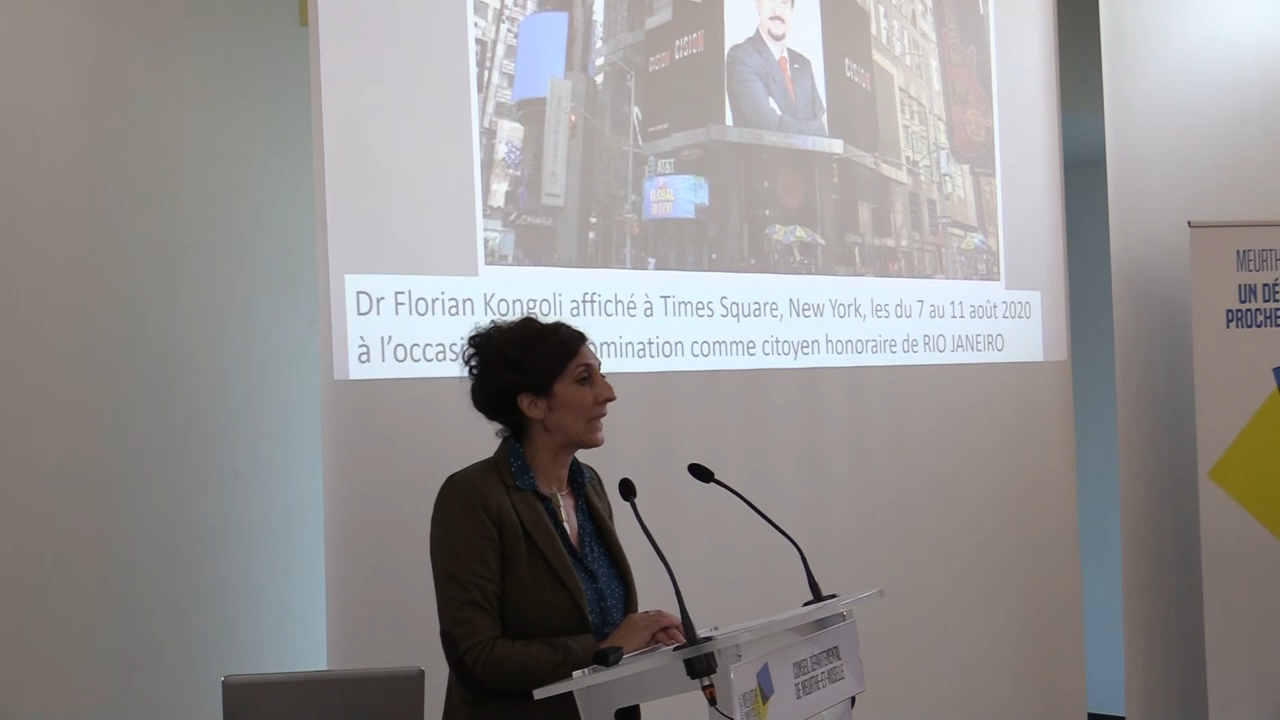 CISION
CISION
CISION
AT&T
GLOBAL
Dr Florian Kongoli affiché à Times Square, New York, les du 7 au 11 août 2020
à l'occasi omination comme citoyen honoraire de RIO JANEIRO
MEURTH
UN DÉ
PROCHE
CONSEIL DÉPARTEMENTAL
DE MEURTHE-ET-MOSELLE